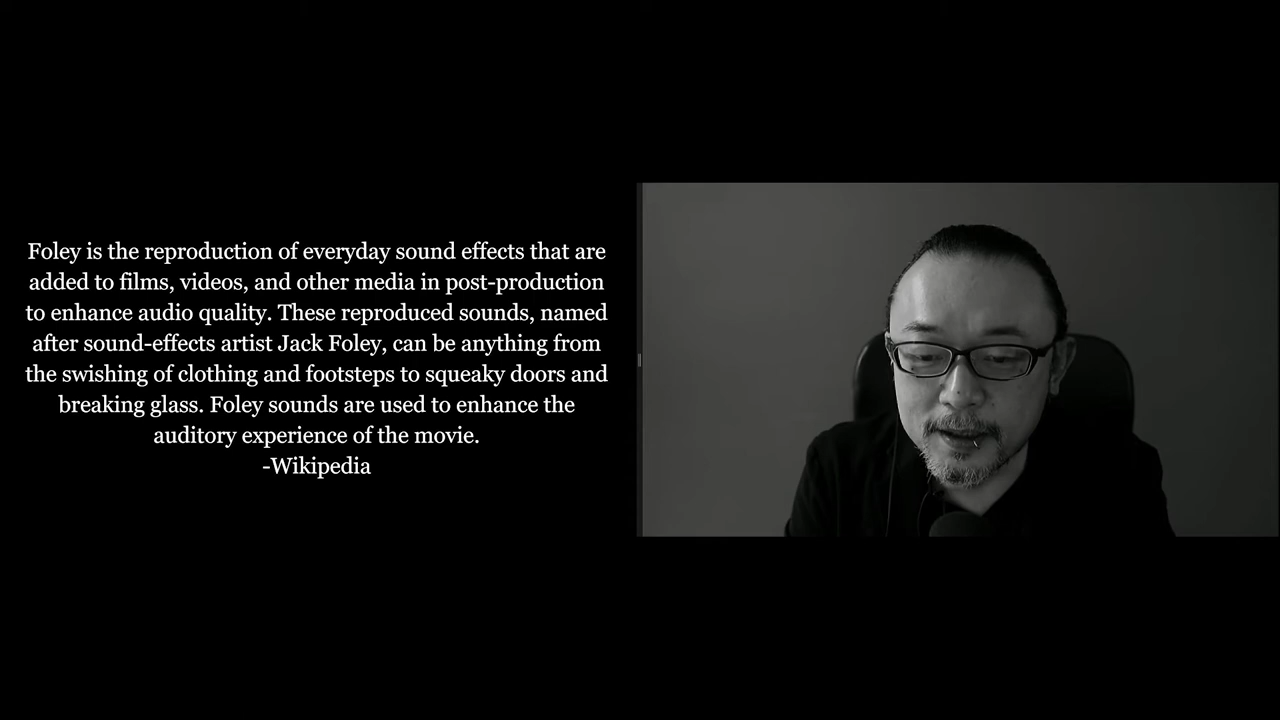 Foley is the reproduction of everyday sound effects that are
added to films, videos, and other media in post-production
to enhance audio quality. These reproduced sounds, named
after sound-effects artist Jack Foley, can be anything from
the swishing of clothing and footsteps to squeaky doors and
breaking glass. Foley sounds are used to enhance the
auditory experience of the movie.
-Wikipedia